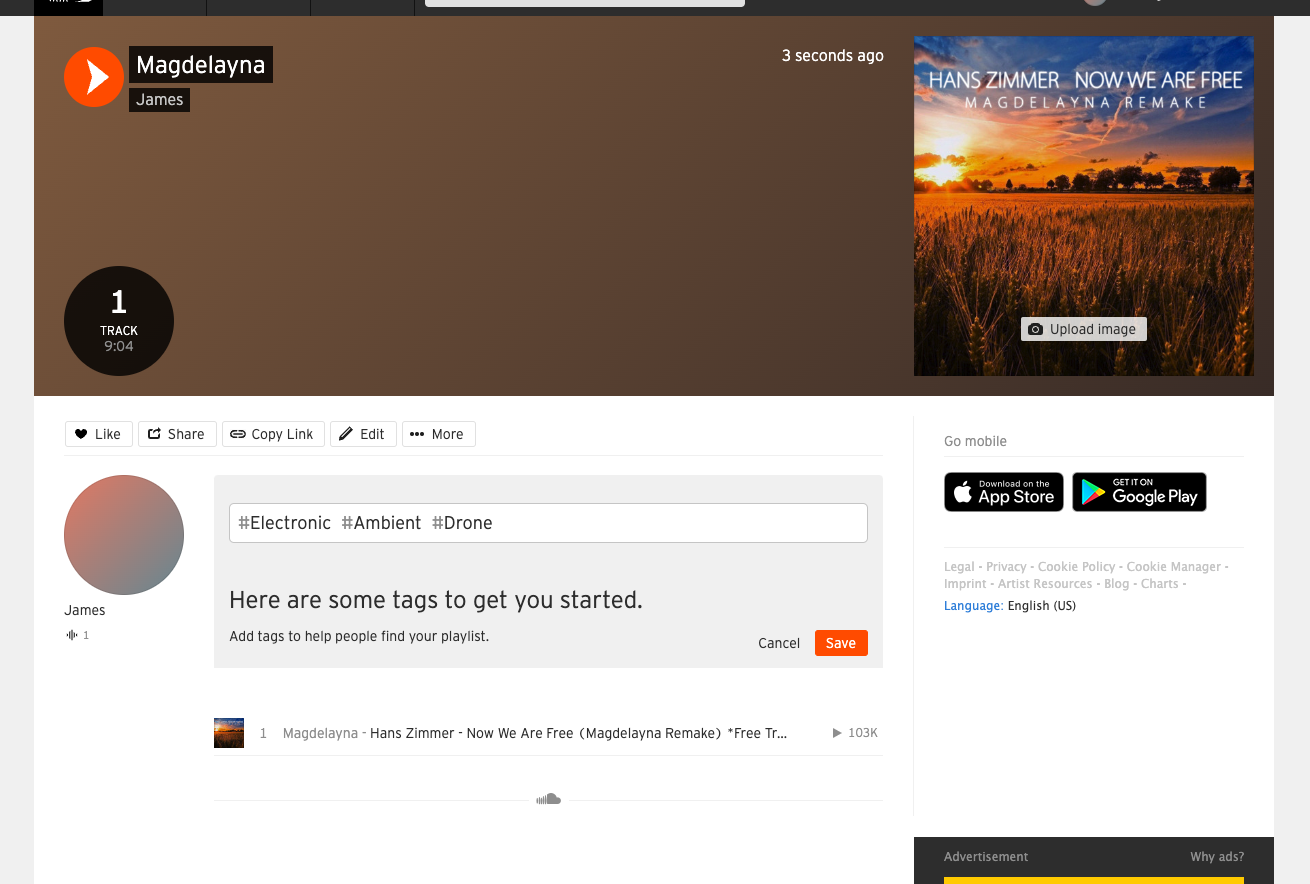 Magdelayna
James
3 seconds ago
HANS ZIMMER NOW WE ARE FREE
MAGDELAYNA REMAKE
Upload image
1
TRACK
9:04
Like
Share
Copy Link
Edit
More
James
1
#Electronic #Ambient #Drone
Here are some tags to get you started.
Add tags to help people find your playlist.
Cancel
Save
1 Magdelayna - Hans Zimmer - Now We Are Free (Magdelayna Remake) *Free Tr... 103K
Go mobile
Download on the
App Store
GET IT ON
Google Play
Legal - Privacy - Cookie Policy - Cookie Manager -
Imprint - Artist Resources - Blog - Charts -
Language: English (US)
Advertisement
Why ads?